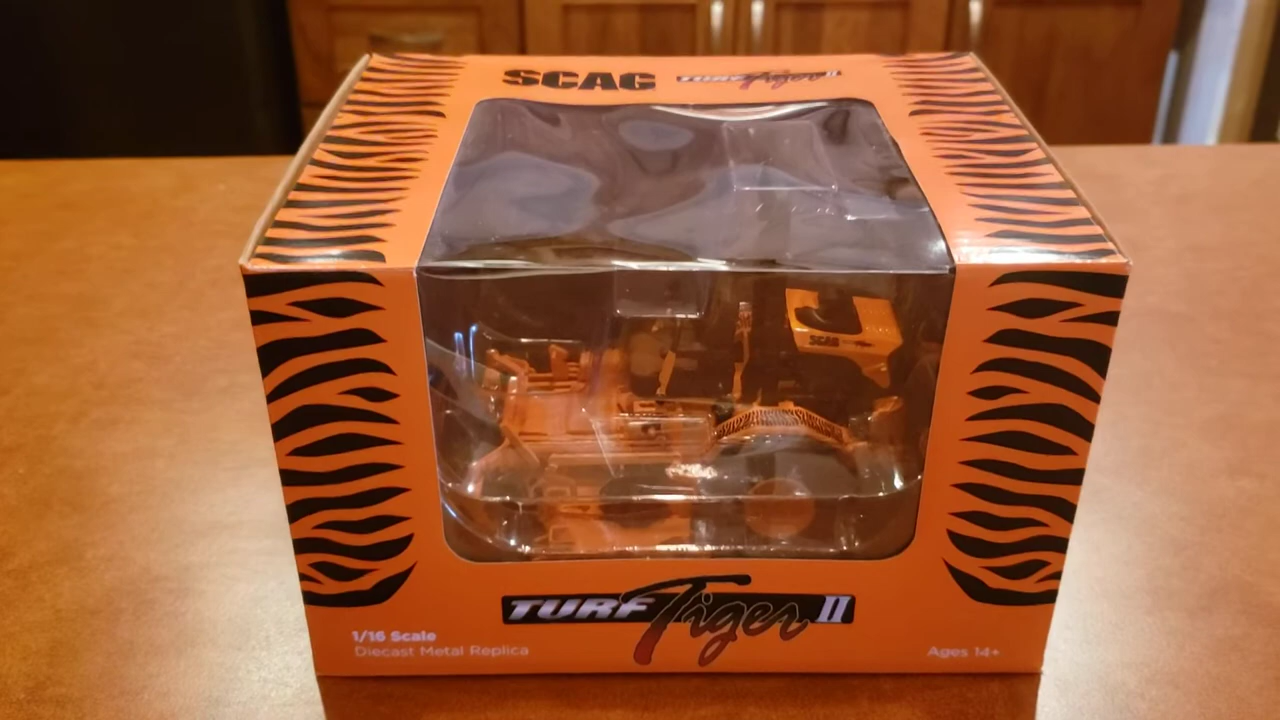 SCAG TURF Tiger II
SCAG
TURF Tiger II
1/16 Scale
Diecast Metal Replica
Ages 14+